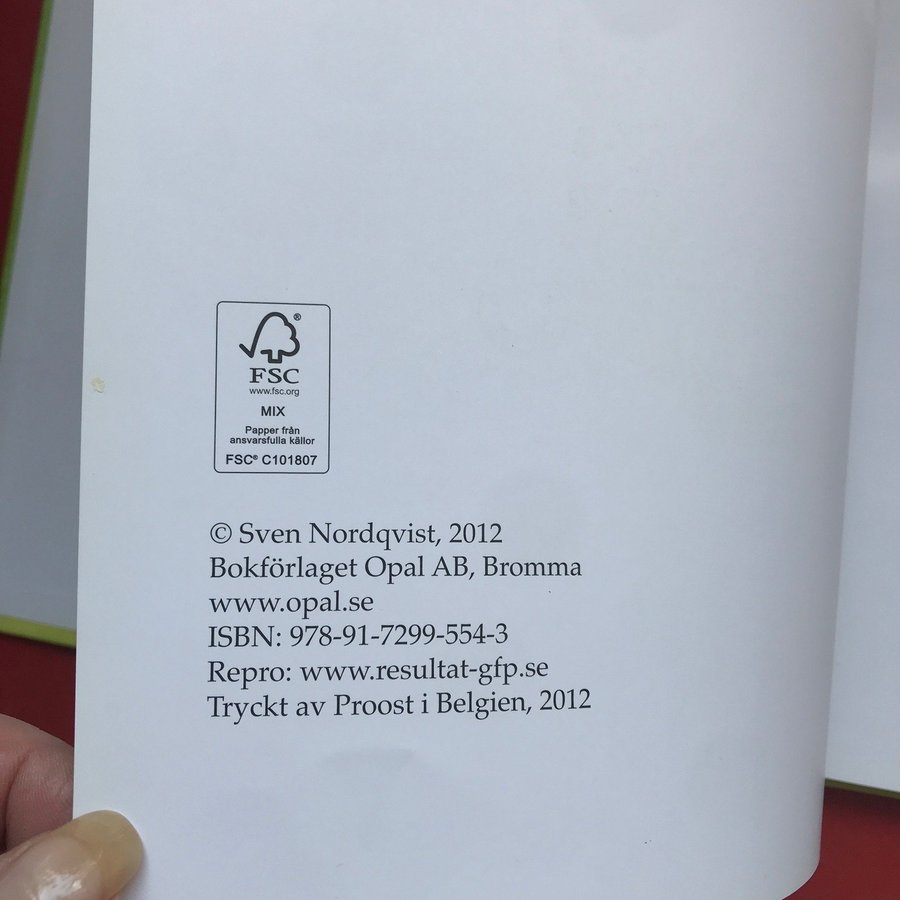 ®
FSC
www.fsc.org
MIX
Papper från
ansvarsfulla källor
FSC® C101807
© Sven Nordqvist, 2012
Bokförlaget Opal AB, Bromma
www.opal.se
ISBN: 978-91-7299-554-3
Repro: www.resultat-gfp.se
Tryckt av Proost i Belgien, 2012